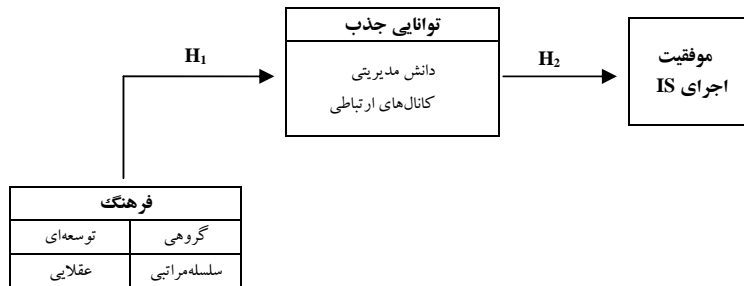 توانایی جذب
دانش مدیریتی
کانال‌های ارتباطی
H₁
H₂
موفقیت
اجرای IS
فرهنگ
گروهی توسعه‌ای
سلسله‌مراتبی عقلایی